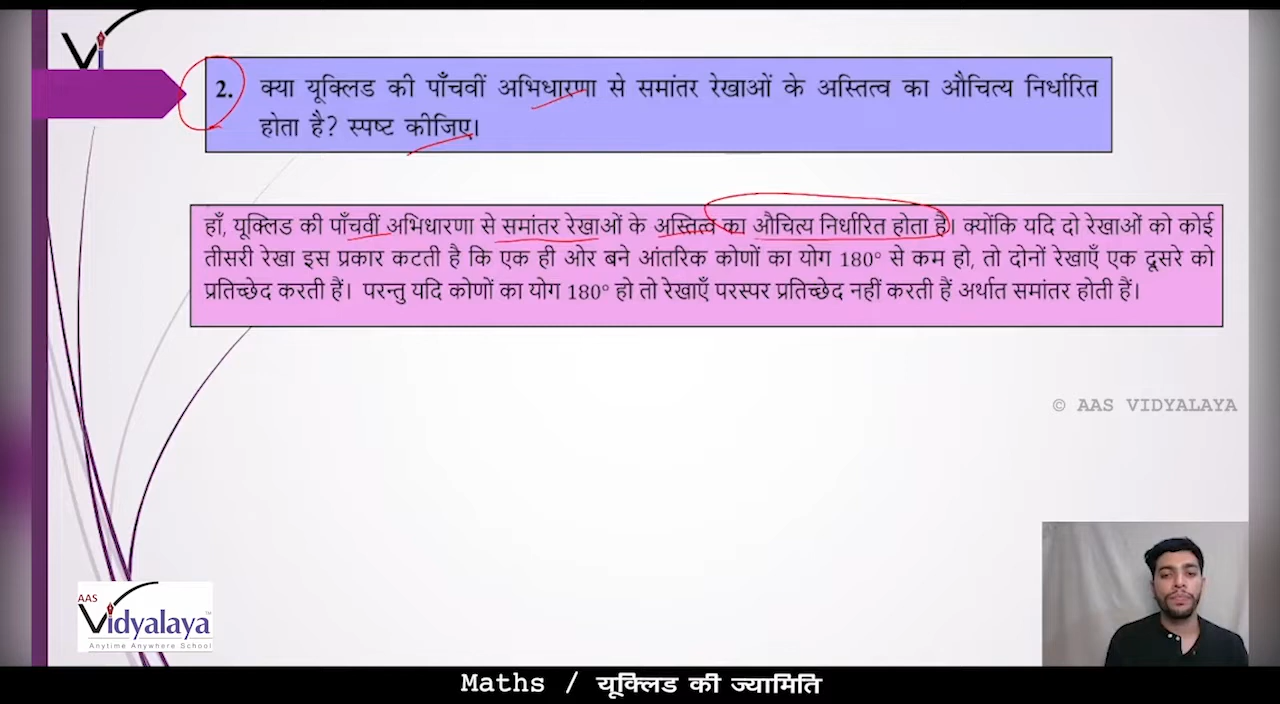 2. क्या यूक्लिड की पाँचवीं अभिधारणा से समांतर रेखाओं के अस्तित्व का औचित्य निर्धारित
होता है? स्पष्ट कीजिए।
हाँ, यूक्लिड की पाँचवीं अभिधारणा से समांतर रेखाओं के अस्तित्व का औचित्य निर्धारित होता है। क्योंकि यदि दो रेखाओं को कोई
तीसरी रेखा इस प्रकार कटती है कि एक ही ओर बने आंतरिक कोणों का योग 180° से कम हो, तो दोनों रेखाएँ एक दूसरे को
प्रतिच्छेद करती हैं। परन्तु यदि कोणों का योग 180° हो तो रेखाएँ परस्पर प्रतिच्छेद नहीं करती हैं अर्थात समांतर होती हैं।
© AAS VIDYALAYA
AAS
Vidyalaya™
Anytime Anywhere School
Maths / यूक्लिड की ज्यामिति